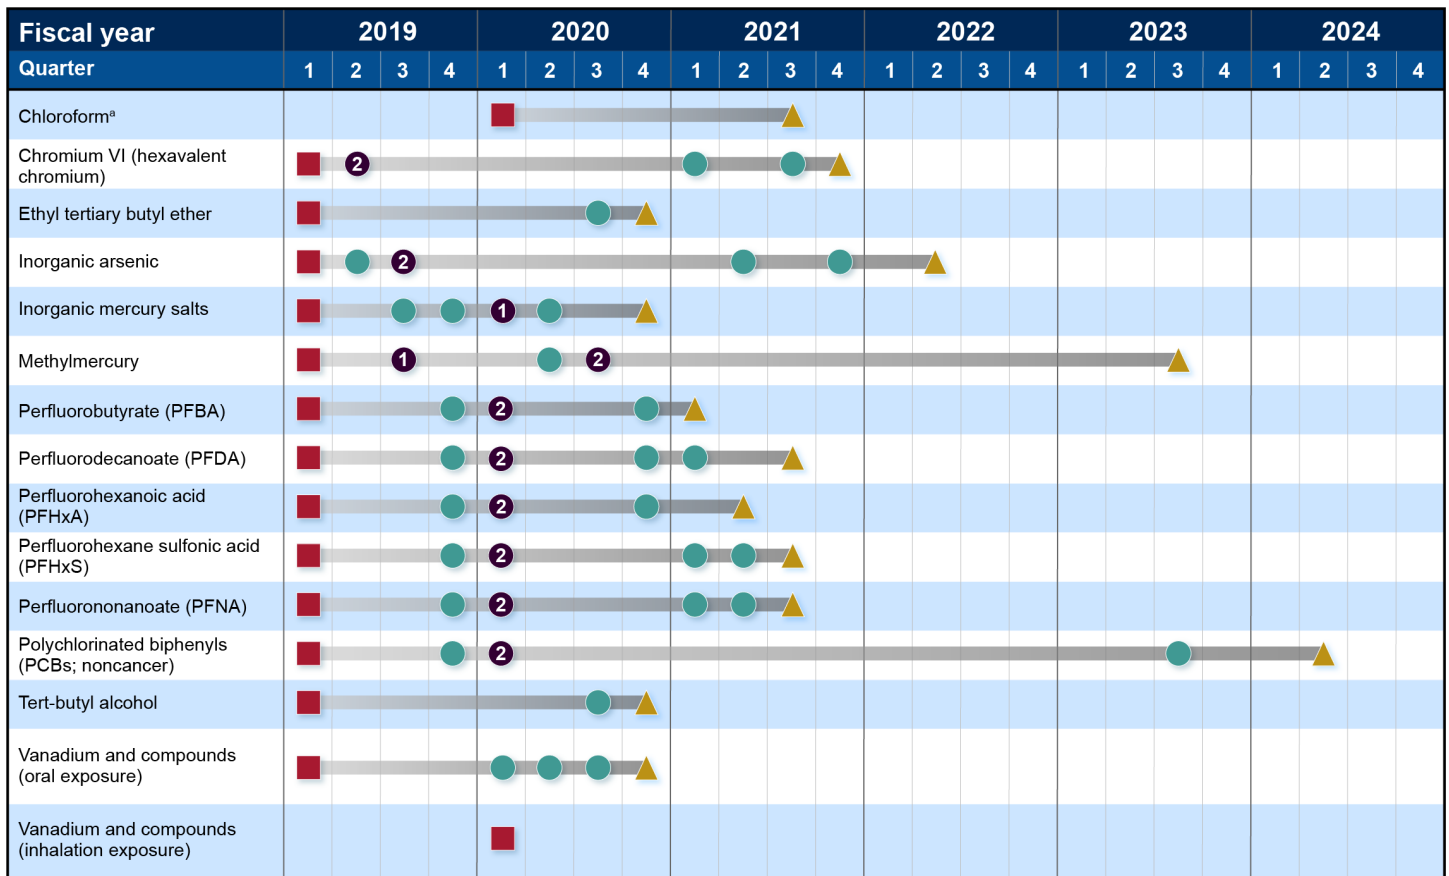 Fiscal year 2019 2020 2021 2022 2023 2024
Quarter 1 2 3 4 1 2 3 4 1 2 3 4 1 2 3 4 1 2 3 4 1 2 3 4
Chloroformᵃ
Chromium VI (hexavalent
chromium)
2
Ethyl tertiary butyl ether
Inorganic arsenic 2
Inorganic mercury salts 1
Methylmercury 1 2
Perfluorobutyrate (PFBA) 2
Perfluorodecanoate (PFDA) 2
Perfluorohexanoic acid
(PFHxA)
2
Perfluorohexane sulfonic acid
(PFHxS)
2
Perfluorononanoate (PFNA) 2
Polychlorinated biphenyls
(PCBs; noncancer)
2
Tert-butyl alcohol
Vanadium and compounds
(oral exposure)
Vanadium and compounds
(inhalation exposure)